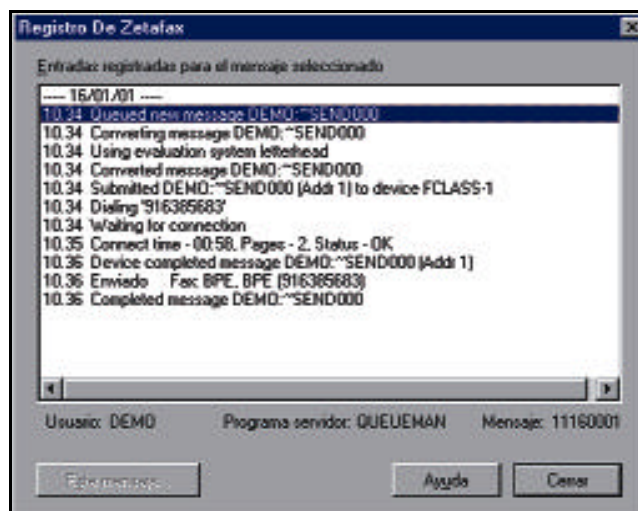 Registro De Zetafax
Entradas registradas para el mensaje seleccionado
---- 16/01/01 ----
10.34 Queued new message DEMO:~SEND000
10.34 Converting message DEMO:~SEND000
10.34 Using evaluation system letterhead
10.34 Converted message DEMO:~SEND000
10.34 Submitted DEMO:~SEND000 (Addr 1) to device FCLASS-1
10.34 Dialing '916385683'
10.34 Waiting for connection
10.35 Connect time - 00:58, Pages - 2, Status - OK
10.36 Device completed message DEMO:~SEND000 (Addr 1)
10.36 Enviado Fax: BPE, BPE (916385683)
10.36 Completed message DEMO:~SEND000
Usuario: DEMO Programa servidor: QUEUEMAN Mensaje: 11160001
mensaje... Ayuda Cerrar